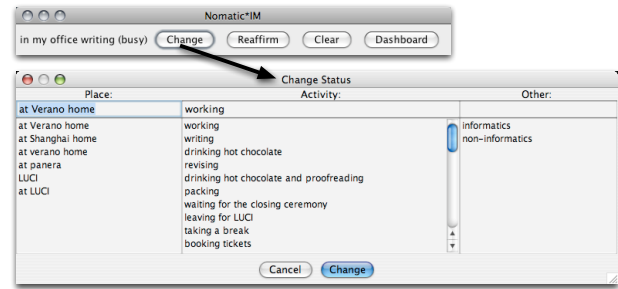 Nomatic*IM
in my office writing (busy) Change Reaffirm Clear Dashboard
Change Status
Place: Activity: Other:
at Verano home working
at Verano home working informatics
at Shanghai home writing non-informatics
at verano home drinking hot chocolate
at panera revising
LUCI drinking hot chocolate and proofreading
at LUCI packing
waiting for the closing ceremony
leaving for LUCI
taking a break
booking tickets
Cancel Change